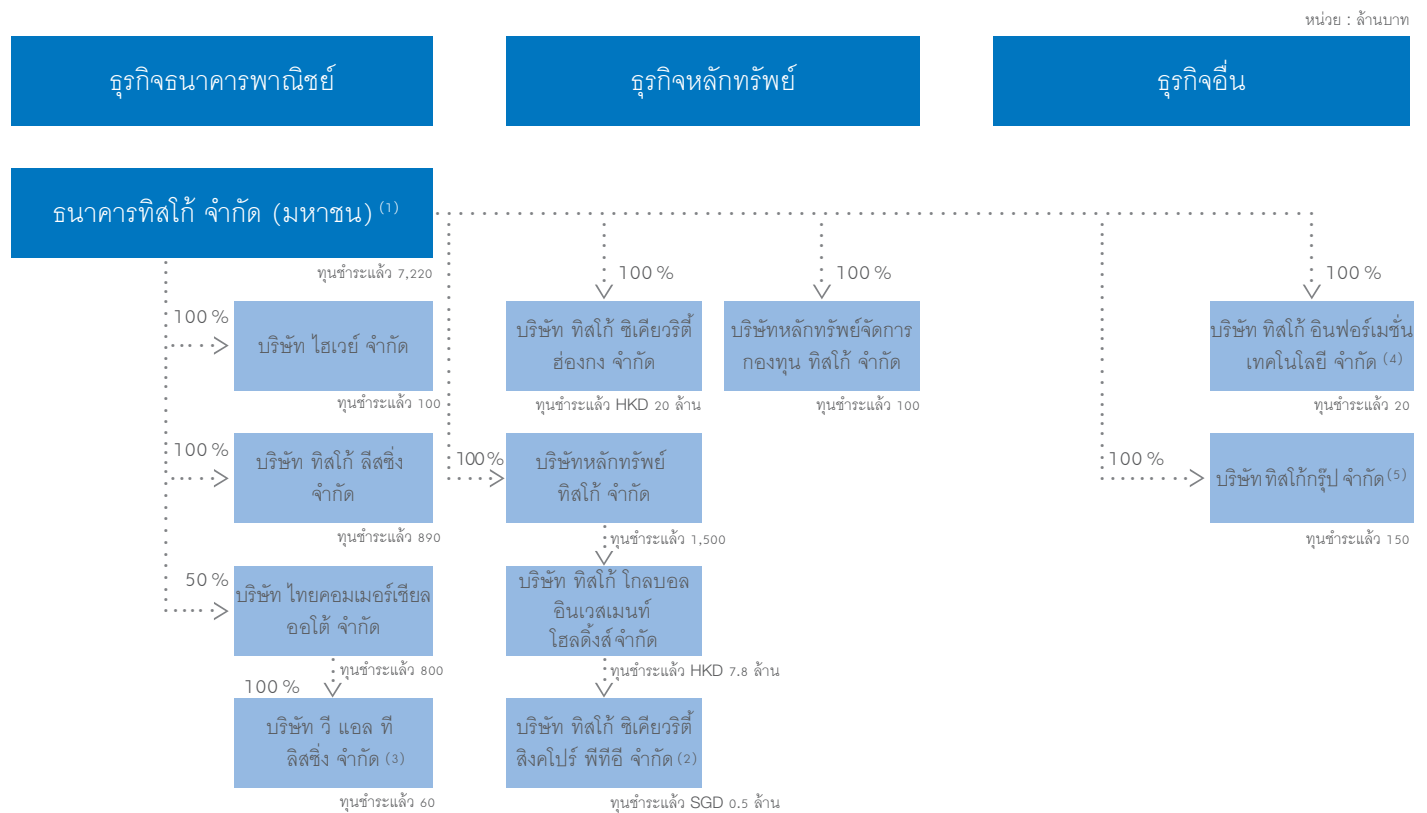 หน่วย : ล้านบาท
ธุรกิจธนาคารพาณิชย์
ธุรกิจหลักทรัพย์
ธุรกิจอื่น
ธนาคารทิสโก้ จำกัด (มหาชน) (1)
ทุนชำระแล้ว 7,220
100 %
บริษัท ไฮเวย์ จำกัด
ทุนชำระแล้ว 100
100 %
บริษัท ทิสโก้ ลีสซิ่ง
จำกัด
ทุนชำระแล้ว 890
50 %
บริษัท ไทยคอมเมอร์เชียล
ออโต้ จำกัด
ทุนชำระแล้ว 800
100 %
บริษัท วี แอล ที
ลิสซิ่ง จำกัด (3)
ทุนชำระแล้ว 60
100 %
บริษัท ทิสโก้ ซิเคียวริตี้
ฮ่องกง จำกัด
ทุนชำระแล้ว HKD 20 ล้าน
100 %
บริษัทหลักทรัพย์จัดการ
กองทุน ทิสโก้ จำกัด
ทุนชำระแล้ว 100
100 %
บริษัทหลักทรัพย์
ทิสโก้ จำกัด
ทุนชำระแล้ว 1,500
บริษัท ทิสโก้ โกลบอล
อินเวสเมนท์
โฮลดิ้งส์ จำกัด
ทุนชำระแล้ว HKD 7.8 ล้าน
บริษัท ทิสโก้ ซิเคียวริตี้
สิงคโปร์ พีทีอี จำกัด (2)
ทุนชำระแล้ว SGD 0.5 ล้าน
100 %
บริษัท ทิสโก้ อินฟอร์เมชั่น
เทคโนโลยี จำกัด (4)
ทุนชำระแล้ว 20
100 %
บริษัท ทิสโก้กรุ๊ป จำกัด (5)
ทุนชำระแล้ว 150